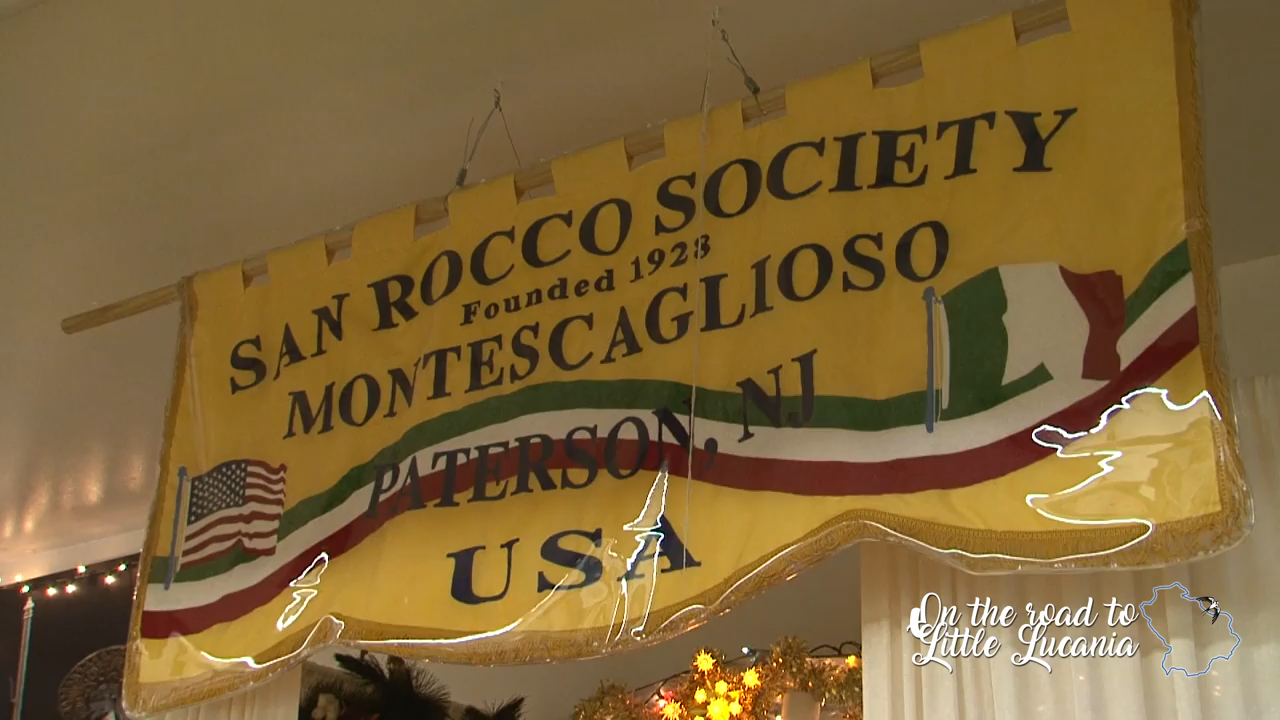 SAN ROCCO SOCIETY
Founded 1928
MONTESCAGLIOSO
PATERSON, NJ
USA
On the road to
Little Lucania